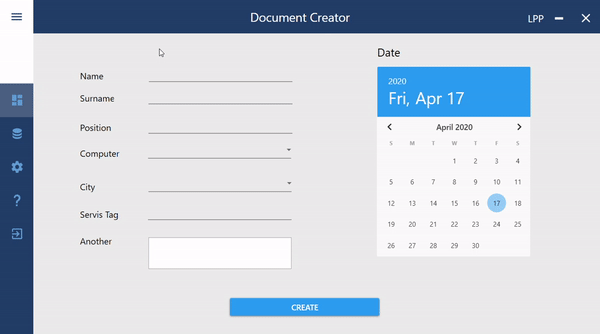 Document Creator
LPP
Name
Surname
Position
Computer
City
Servis Tag
Another
Date
2020
Fri, Apr 17
April 2020
S M T W T F S
1 2 3 4
5 6 7 8 9 10 11
12 13 14 15 16 17 18
19 20 21 22 23 24 25
26 27 28 29 30
CREATE